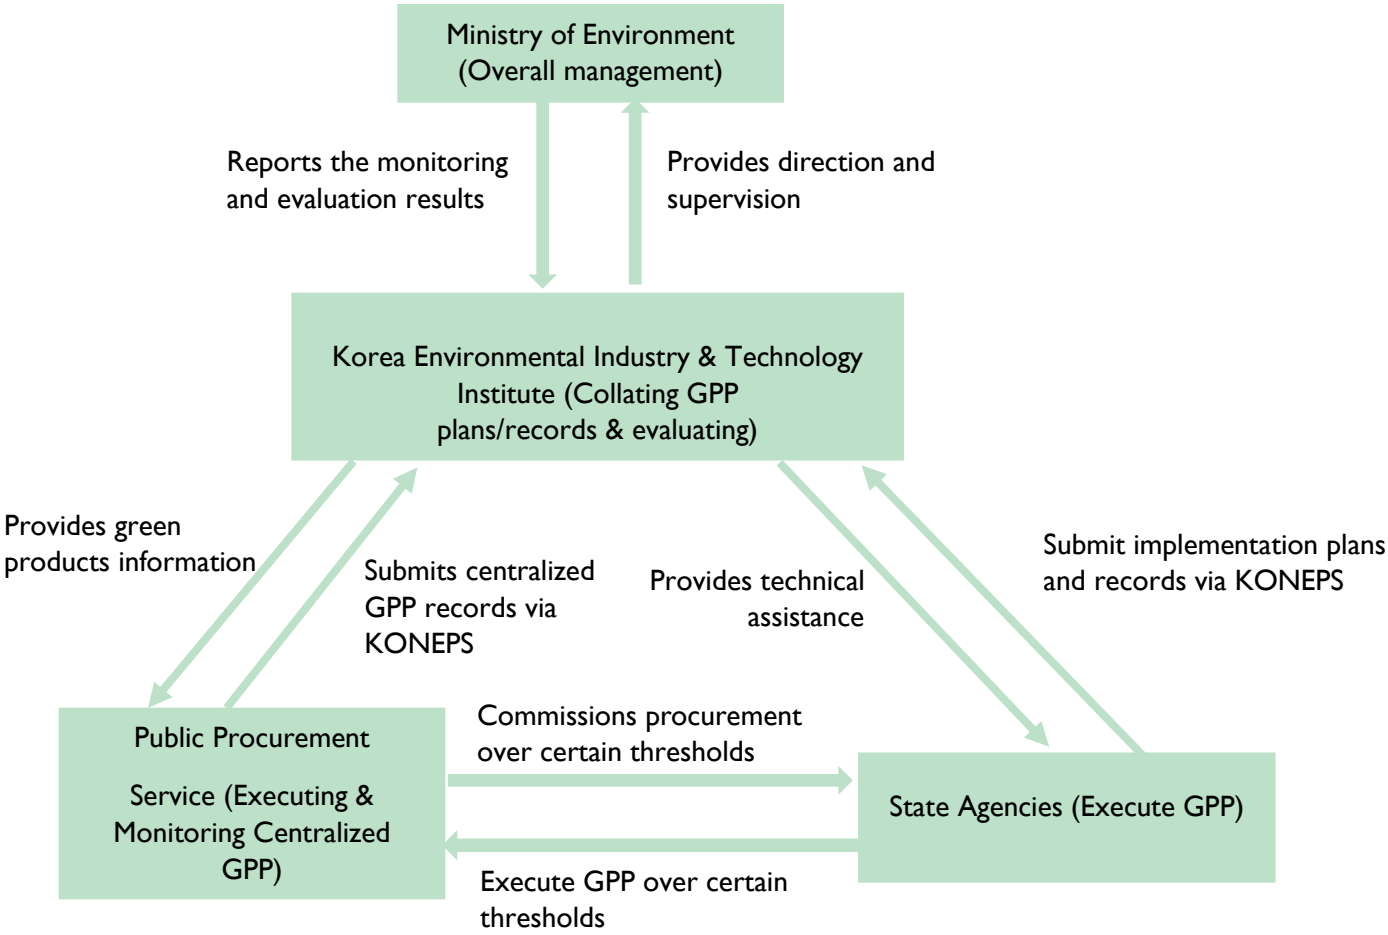 Ministry of Environment
(Overall management)
Reports the monitoring
and evaluation results
Provides direction and
supervision
Korea Environmental Industry & Technology
Institute (Collating GPP
plans/records & evaluating)
Provides green
products information
Submits centralized
GPP records via
KONEPS
Provides technical
assistance
Submit implementation plans
and records via KONEPS
Public Procurement
Service (Executing &
Monitoring Centralized
GPP)
Commissions procurement
over certain thresholds
State Agencies (Execute GPP)
Execute GPP over certain
thresholds